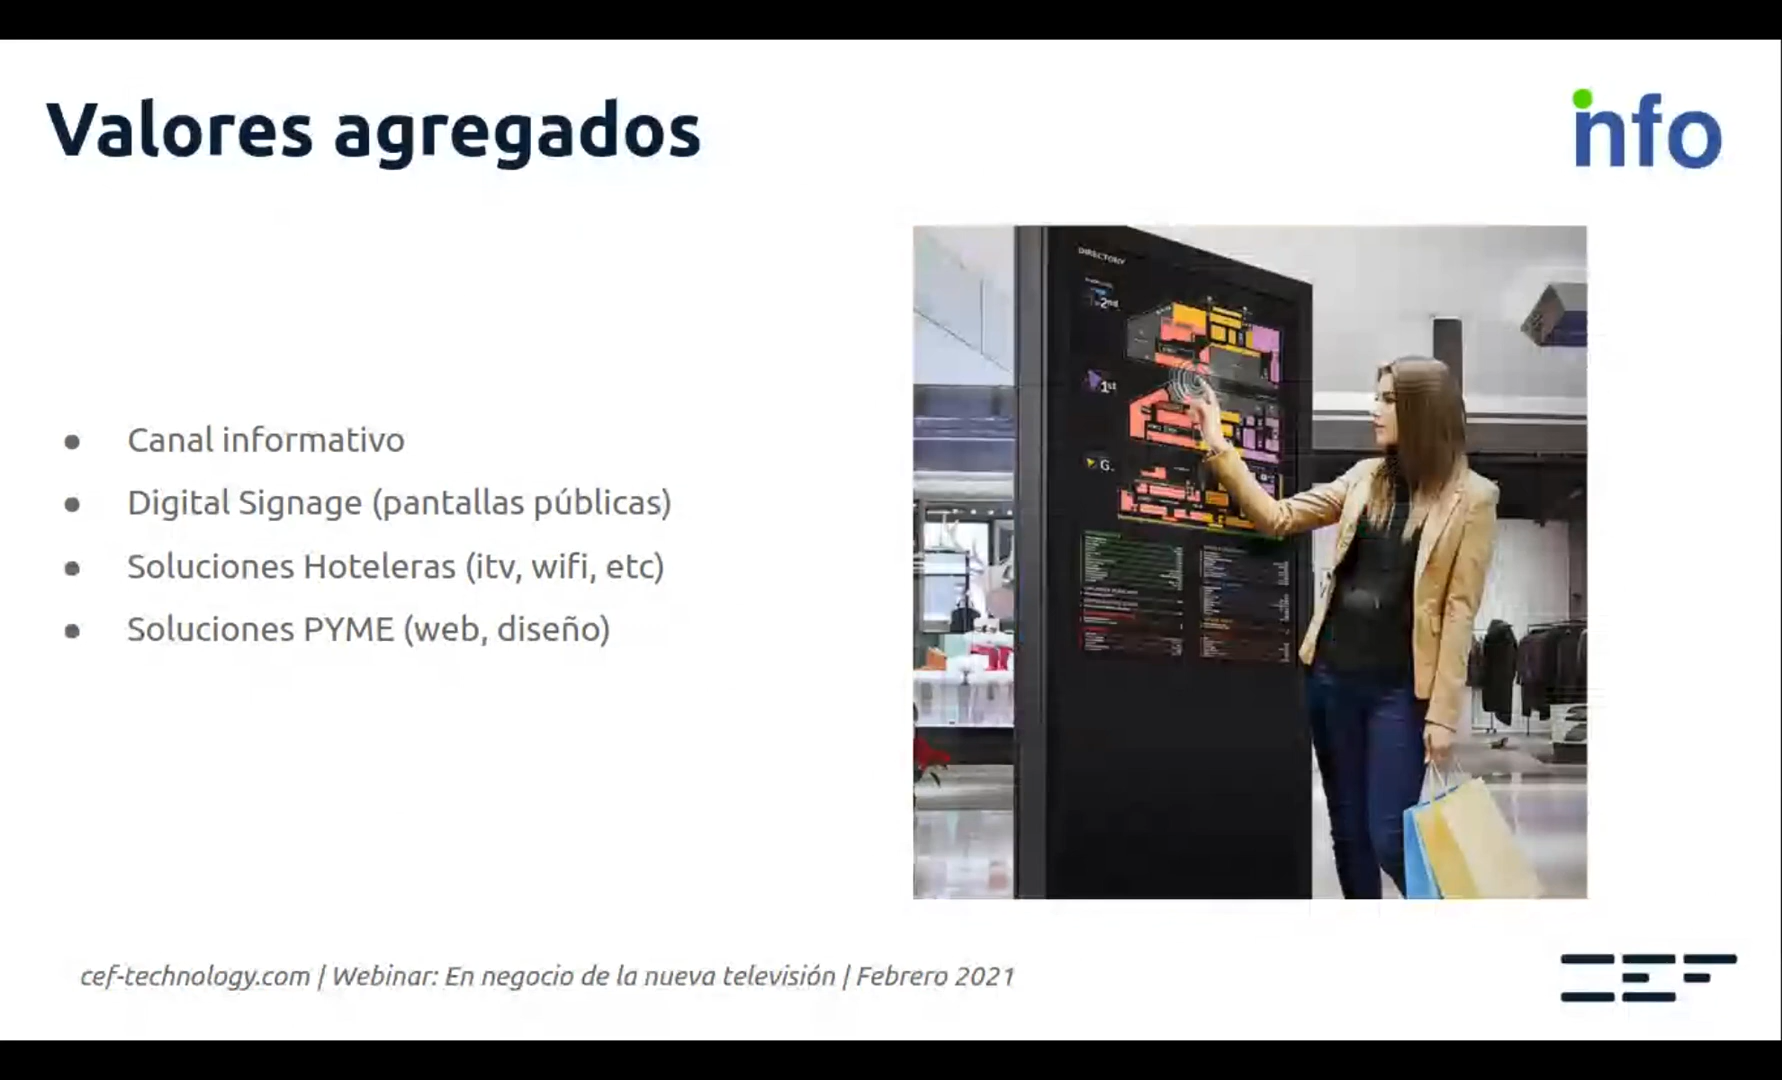 Valores agregados
info
● Canal informativo
● Digital Signage (pantallas públicas)
● Soluciones Hoteleras (itv, wifi, etc)
● Soluciones PYME (web, diseño)
DIRECTORY
2nd
1st
G.
cef-technology.com | Webinar: En negocio de la nueva televisión | Febrero 2021
CEF